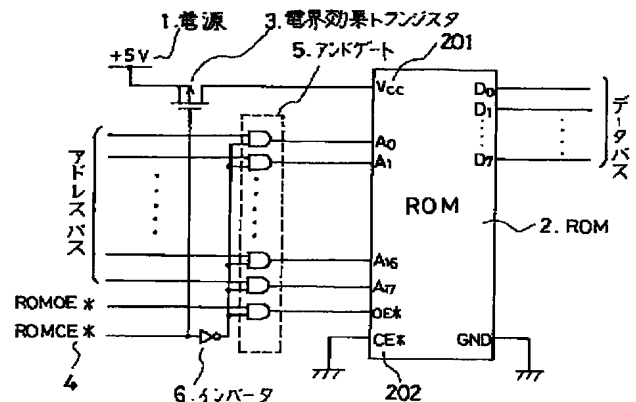 1.電源
3.電界効果トランジスタ
5.アンドゲート
201
+5V
Vcc
D0
D1
D7
データバス
A0
A1
アドレスバス
ROM
2.ROM
A16
A17
ROMOE*
OE*
ROMCE*
CE*
GND
4
6.インバータ
202